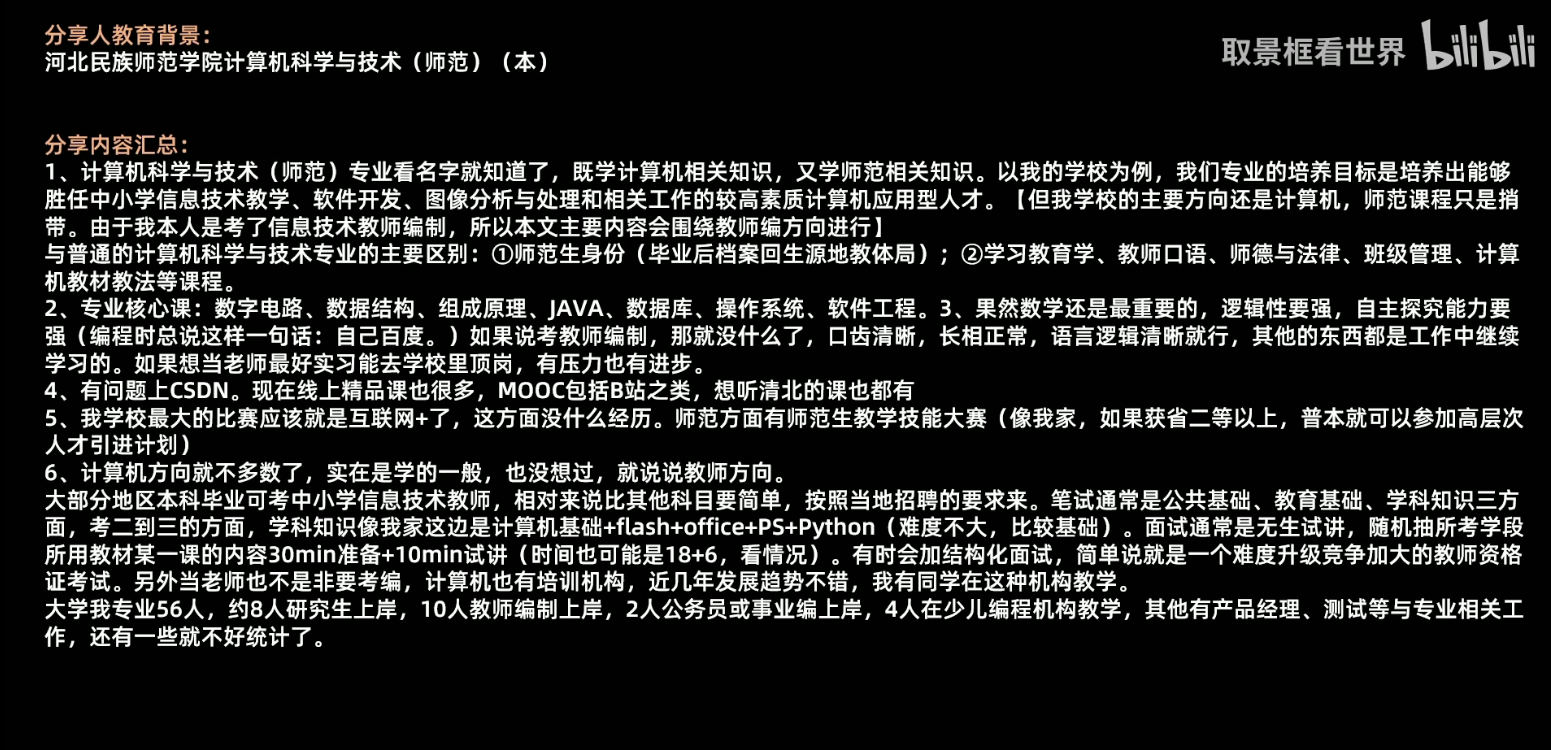 分享人教育背景：
取景框看世界 bilibili
河北民族师范学院计算机科学与技术（师范）（本）
分享内容汇总：
1、计算机科学与技术（师范）专业看名字就知道了，既学计算机相关知识，又学师范相关知识。以我的学校为例，我们专业的培养目标是培养出能够
胜任中小学信息技术教学、软件开发、图像分析与处理和相关工作的较高素质计算机应用型人才。【但我学校的主要方向还是计算机，师范课程只是捎
带。由于我本人是考了信息技术教师编制，所以本文主要内容会围绕教师编方向进行】
与普通的计算机科学与技术专业的主要区别：①师范生身份（毕业后档案回生源地教体局）；②学习教育学、教师口语、师德与法律、班级管理、计算
机教材教法等课程。
2、专业核心课：数字电路、数据结构、组成原理、JAVA、数据库、操作系统、软件工程。3、果然数学还是最重要的，逻辑性要强，自主探究能力要
强（编程时总说这样一句话：自己百度。）如果说考教师编制，那就没什么了，口齿清晰，长相正常，语言逻辑清晰就行，其他的东西都是工作中继续
学习的。如果想当老师最好实习能去学校里顶岗，有压力也有进步。
4、有问题上CSDN。现在线上精品课也很多，MOOC包括B站之类，想听清北的课也都有
5、我学校最大的比赛应该就是互联网+了，这方面没什么经历。师范方面有师范生教学技能大赛（像我家，如果获省二等以上，普本就可以参加高层次
人才引进计划）
6、计算机方向就不多数了，实在是学的一般，也没想过，就说说教师方向。
大部分地区本科毕业可考中小学信息技术教师，相对来说比其他科目要简单，按照当地招聘的要求来。笔试通常是公共基础、教育基础、学科知识三方
面，考二到三的方面，学科知识像我家这边是计算机基础+flash+office+PS+Python（难度不大，比较基础）。面试通常是无生试讲，随机抽所考学段
所用教材某一课的内容30min准备+10min试讲（时间也可能是18+6，看情况）。有时会加结构化面试，简单说就是一个难度升级竞争加大的教师资格
证考试。另外当老师也不是非要考编，计算机也有培训机构，近几年发展趋势不错，我有同学在这种机构教学。
大学我专业56人，约8人研究生上岸，10人教师编制上岸，2人公务员或事业编上岸，4人在少儿编程机构教学，其他有产品经理、测试等与专业相关工
作，还有一些就不好统计了。